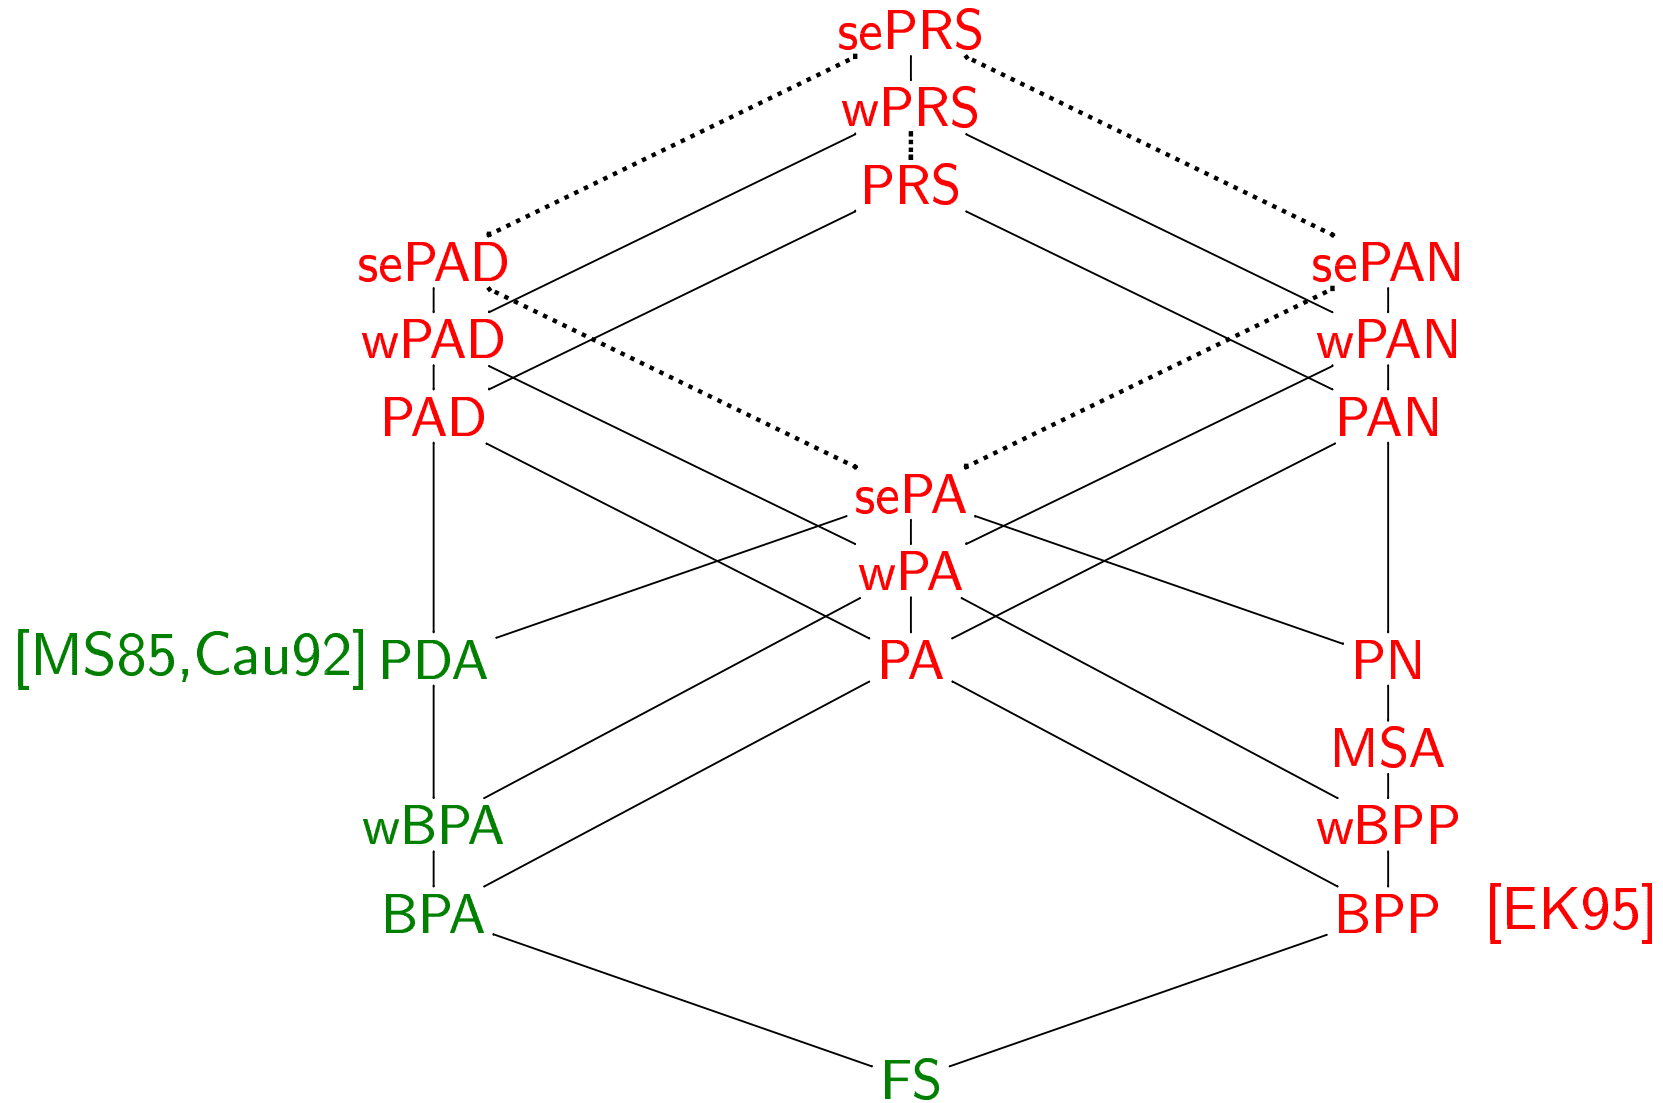 sePRS
wPRS
PRS
sePAD sePAN
wPAD wPAN
PAD PAN
sePA
wPA
[MS85,Cau92] PDA PA PN
MSA
wBPA wBPP
BPA BPP [EK95]
FS